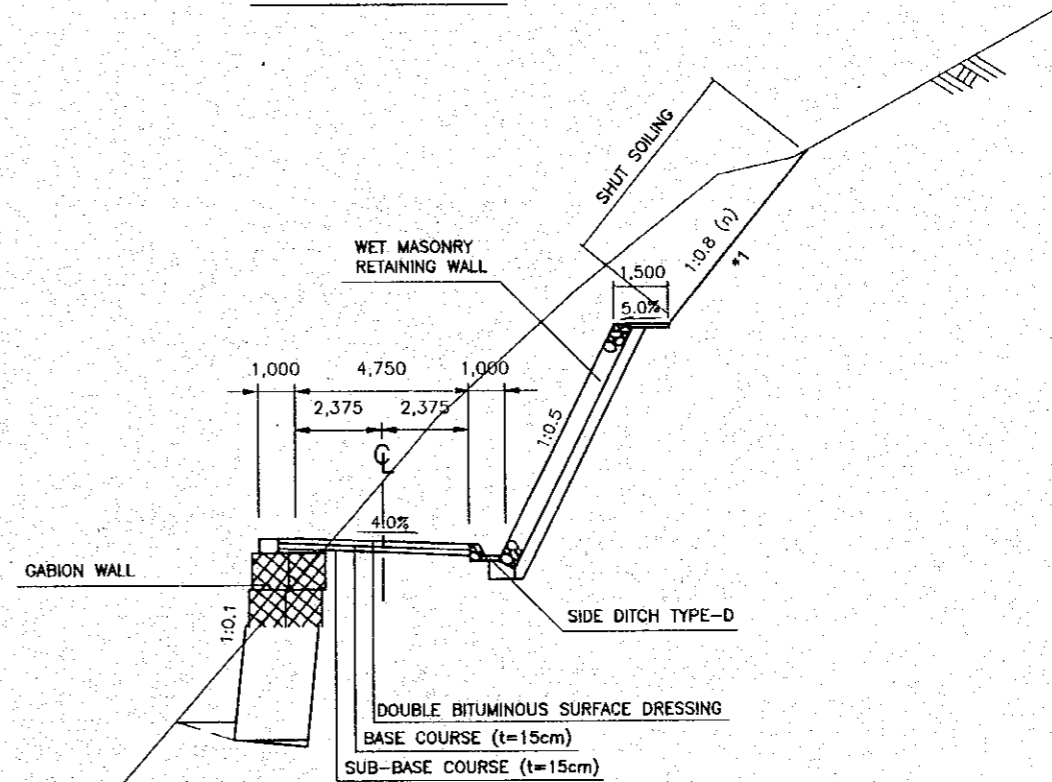 SHUT SOILING
1:0.8 (n)
*1
WET MASONRY
RETAINING WALL
1,500
5.0%
1,000 4,750 1,000
2,375 2,375
1:0.5
CL
4.0%
GABION WALL
1:0.1
SIDE DITCH TYPE-D
DOUBLE BITUMINOUS SURFACE DRESSING
BASE COURSE (t=15cm)
SUB-BASE COURSE (t=15cm)